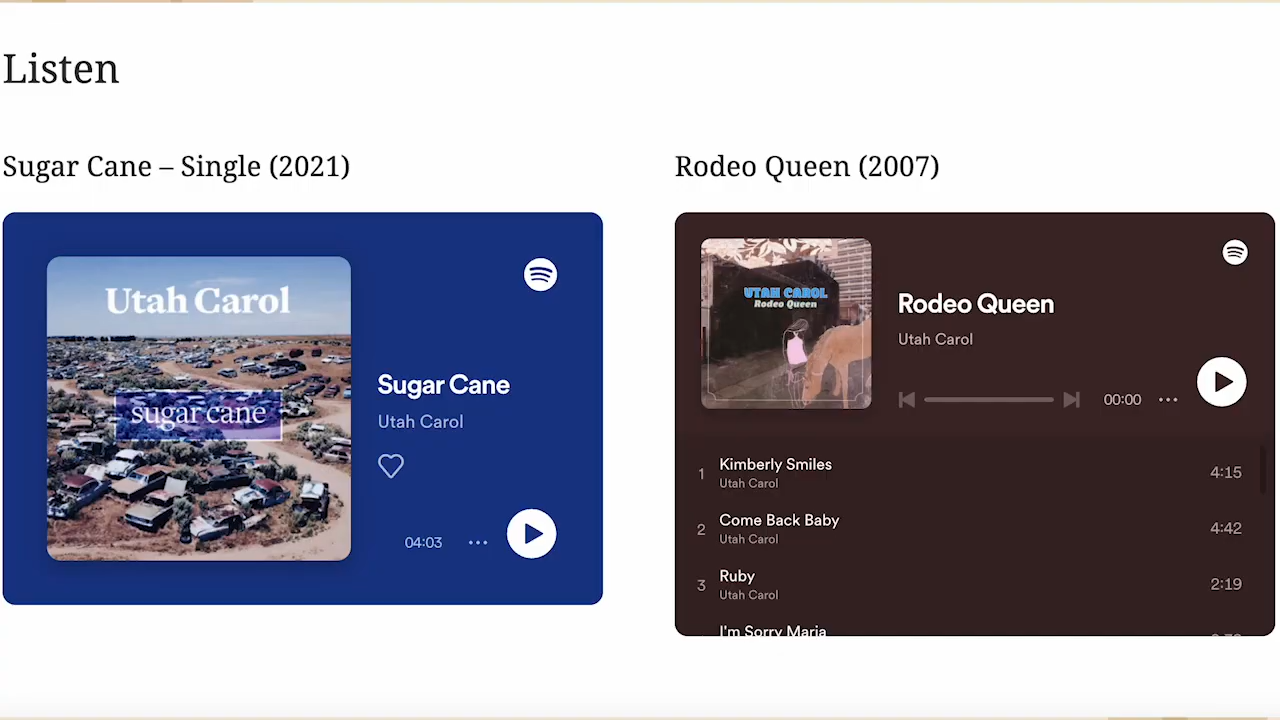 Listen
Sugar Cane – Single (2021)
Utah Carol
sugar cane
Sugar Cane
Utah Carol
04:03
Rodeo Queen (2007)
UTAH CAROL
Rodeo Queen
Rodeo Queen
Utah Carol
00:00
1 Kimberly Smiles 4:15
Utah Carol
2 Come Back Baby 4:42
Utah Carol
3 Ruby 2:19
Utah Carol
I'm Sorry Maria